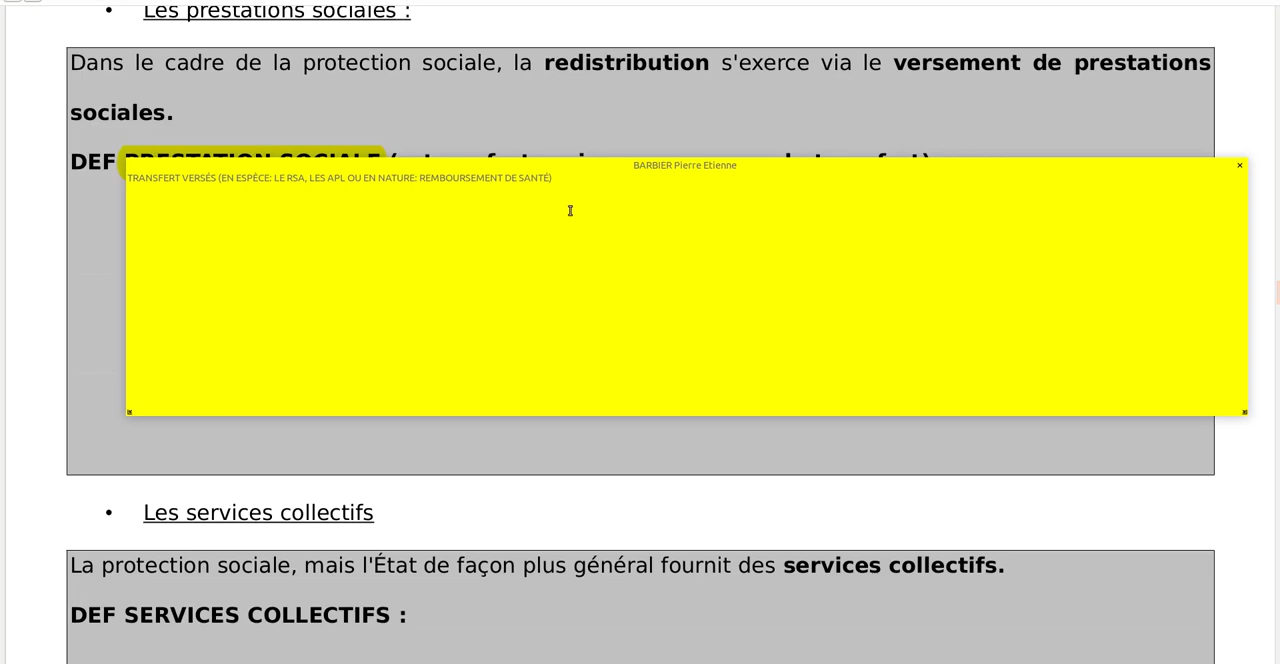 • Les prestations sociales :
Dans le cadre de la protection sociale, la redistribution s'exerce via le versement de prestations
sociales.
DEF PRESTATION SOCIALE
BARBIER Pierre Etienne
TRANSFERT VERSÉS (EN ESPÈCE: LE RSA, LES APL OU EN NATURE: REMBOURSEMENT DE SANTÉ)
• Les services collectifs
La protection sociale, mais l'État de façon plus général fournit des services collectifs.
DEF SERVICES COLLECTIFS :